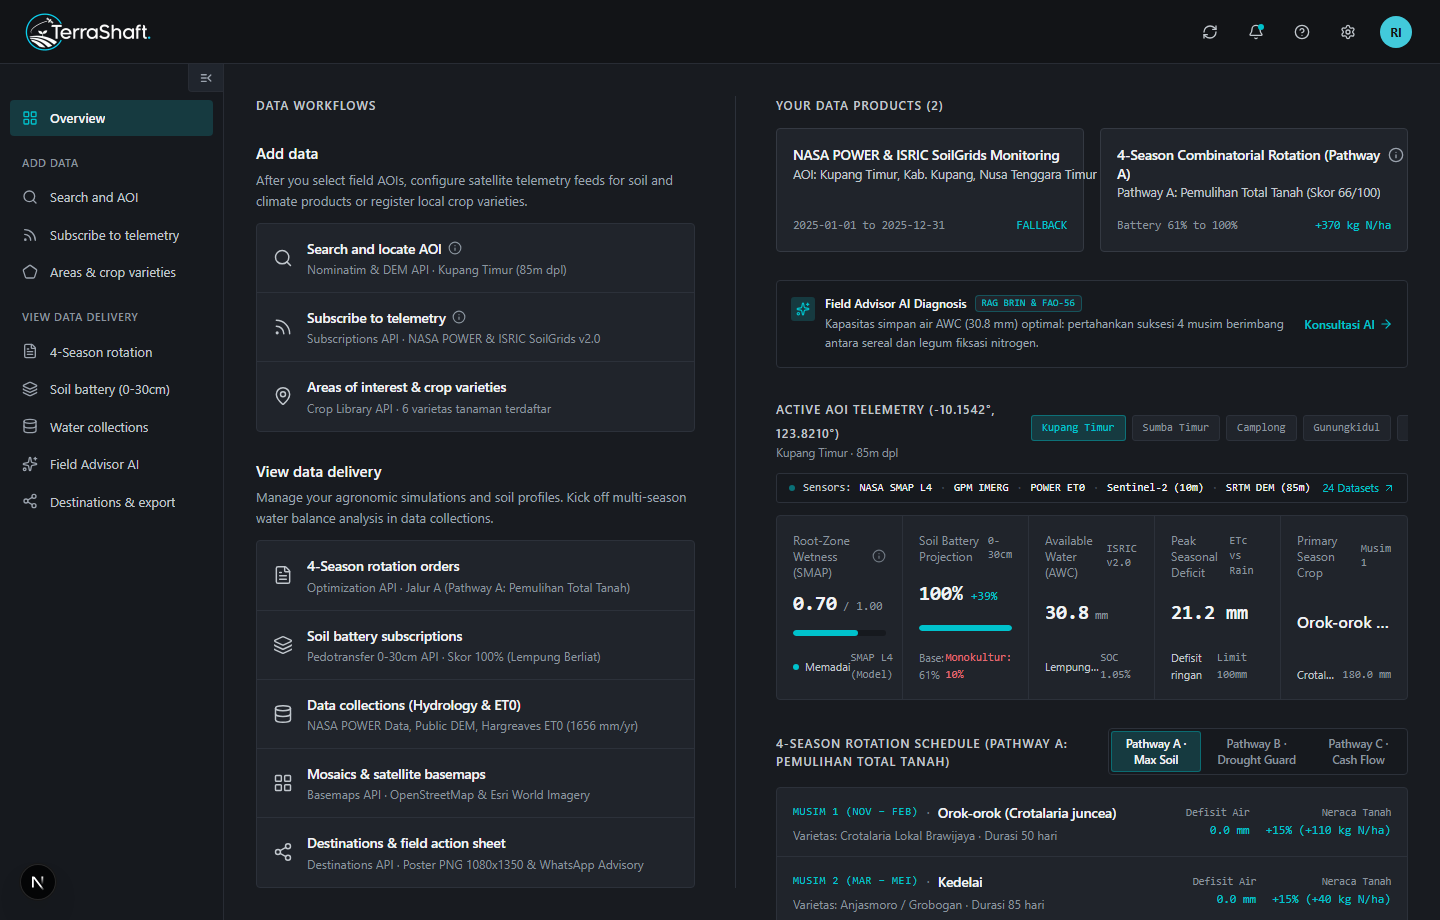 TerraShaft.
RI
Overview
ADD DATA
Search and AOI
Subscribe to telemetry
Areas & crop varieties
VIEW DATA DELIVERY
4-Season rotation
Soil battery (0-30cm)
Water collections
Field Advisor AI
Destinations & export
N
DATA WORKFLOWS
Add data
After you select field AOIs, configure satellite telemetry feeds for soil and
climate products or register local crop varieties.
Search and locate AOI
Nominatim & DEM API · Kupang Timur (85m dpl)
Subscribe to telemetry
Subscriptions API · NASA POWER & ISRIC SoilGrids v2.0
Areas of interest & crop varieties
Crop Library API · 6 varietas tanaman terdaftar
View data delivery
Manage your agronomic simulations and soil profiles. Kick off multi-season
water balance analysis in data collections.
4-Season rotation orders
Optimization API · Jalur A (Pathway A: Pemulihan Total Tanah)
Soil battery subscriptions
Pedotransfer 0-30cm API · Skor 100% (Lempung Berliat)
Data collections (Hydrology & ET0)
NASA POWER Data, Public DEM, Hargreaves ET0 (1656 mm/yr)
Mosaics & satellite basemaps
Basemaps API · OpenStreetMap & Esri World Imagery
Destinations & field action sheet
Destinations API · Poster PNG 1080x1350 & WhatsApp Advisory
YOUR DATA PRODUCTS (2)
NASA POWER & ISRIC SoilGrids Monitoring
AOI: Kupang Timur, Kab. Kupang, Nusa Tenggara Timur
2025-01-01 to 2025-12-31 FALLBACK
4-Season Combinatorial Rotation (Pathway
A)
Pathway A: Pemulihan Total Tanah (Skor 66/100)
Battery 61% to 100% +370 kg N/ha
Field Advisor AI Diagnosis RAG BRIN & FAO-56
Kapasitas simpan air AWC (30.8 mm) optimal: pertahankan suksesi 4 musim berimbang
antara sereal dan legum fiksasi nitrogen.
Konsultasi AI →
ACTIVE AOI TELEMETRY (-10.1542°,
123.8210°)
Kupang Timur · 85m dpl
Kupang Timur Sumba Timur Camplong Gunungkidul
Sensors: NASA SMAP L4 · GPM IMERG · POWER ET0 · Sentinel-2 (10m) · SRTM DEM (85m) 24 Datasets ↗
Root-Zone
Wetness
(SMAP)
0.70 / 1.00
Memadai SMAP L4
(Model)
Soil Battery
Projection
0-
30cm
100% +39%
Base:
61%
Monokultur:
10%
Available
Water
(AWC)
ISRIC
v2.0
30.8 mm
Lempung...
SOC
1.05%
Peak
Seasonal
Deficit
ETc
vs
Rain
21.2 mm
Defisit
ringan
Limit
100mm
Primary
Season
Crop
Musim
1
Orok-orok ...
Crotal... 180.0 mm
4-SEASON ROTATION SCHEDULE (PATHWAY A:
PEMULIHAN TOTAL TANAH)
Pathway A ·
Max Soil
Pathway B ·
Drought Guard
Pathway C ·
Cash Flow
MUSIM 1 (NOV – FEB) · Orok-orok (Crotalaria juncea)
Varietas: Crotalaria Lokal Brawijaya · Durasi 50 hari
Defisit Air
0.0 mm
Neraca Tanah
+15% (+110 kg N/ha)
MUSIM 2 (MAR – MEI) · Kedelai
Varietas: Anjasmoro / Grobogan · Durasi 85 hari
Defisit Air
0.0 mm
Neraca Tanah
+15% (+40 kg N/ha)